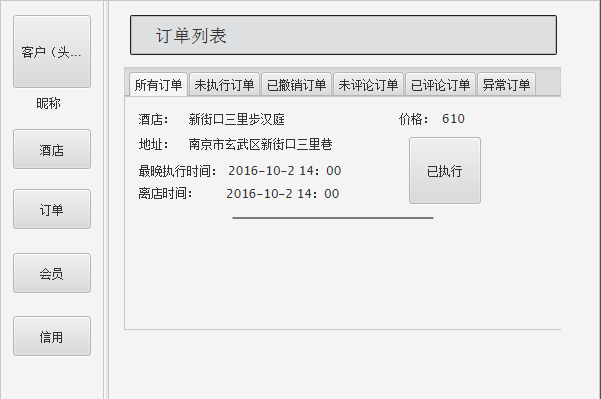 客户（头...
昵称
酒店
订单
会员
信用
订单列表
所有订单 未执行订单 已撤销订单 未评论订单 已评论订单 异常订单
酒店： 新街口三里步汉庭 价格： 610
地址： 南京市玄武区新街口三里巷
最晚执行时间： 2016-10-2 14：00
离店时间： 2016-10-2 14：00
已执行